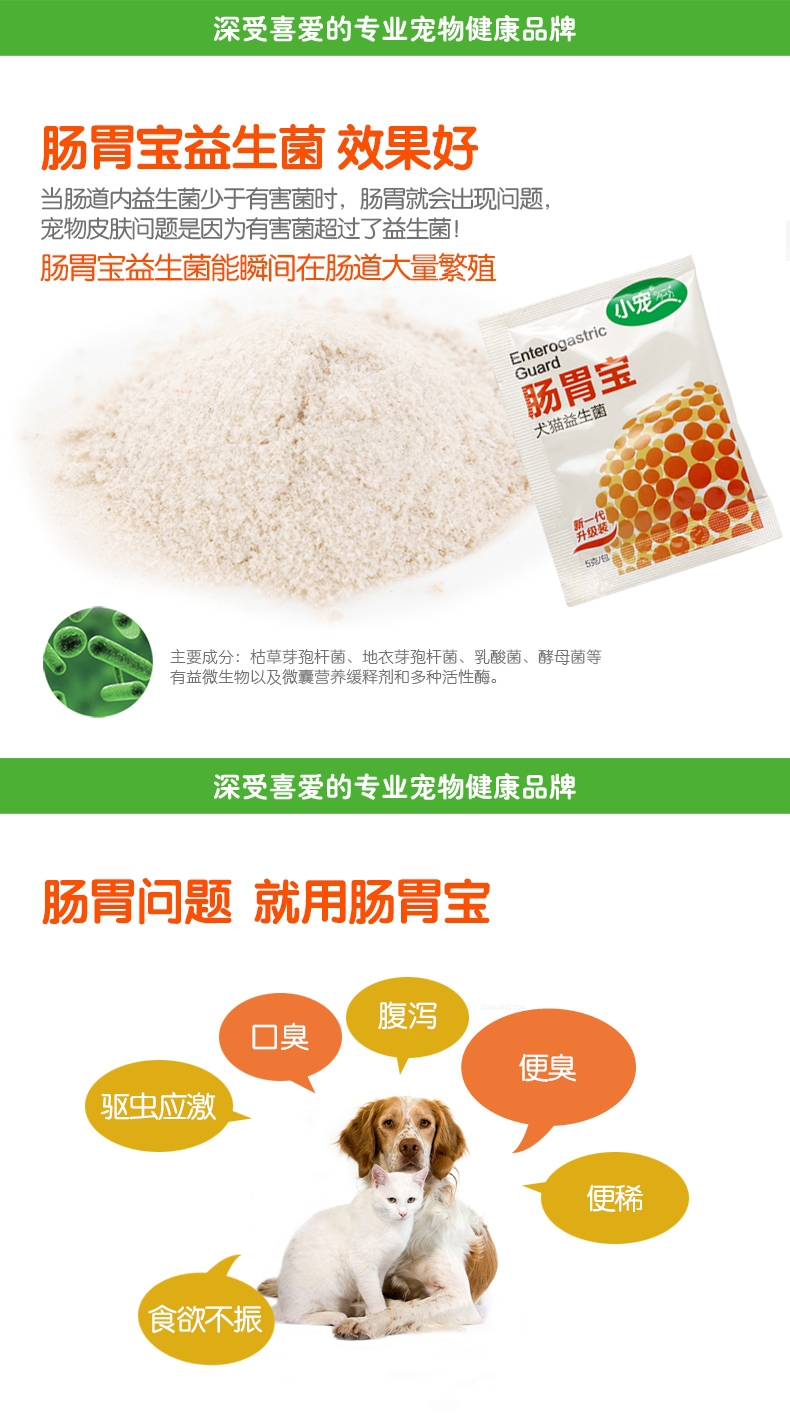 深受喜爱的专业宠物健康品牌
肠胃宝益生菌 效果好
当肠道内益生菌少于有害菌时，肠胃就会出现问题，
宠物皮肤问题是因为有害菌超过了益生菌！
肠胃宝益生菌能瞬间在肠道大量繁殖
小宠
Enterogastric
Guard
肠胃宝
犬猫益生菌
新一代
升级装
5克/包
主要成分：枯草芽孢杆菌、地衣芽孢杆菌、乳酸菌、酵母菌等
有益微生物以及微囊营养缓释剂和多种活性酶。
深受喜爱的专业宠物健康品牌
肠胃问题 就用肠胃宝
腹泻
口臭
便臭
驱虫应激
便稀
食欲不振